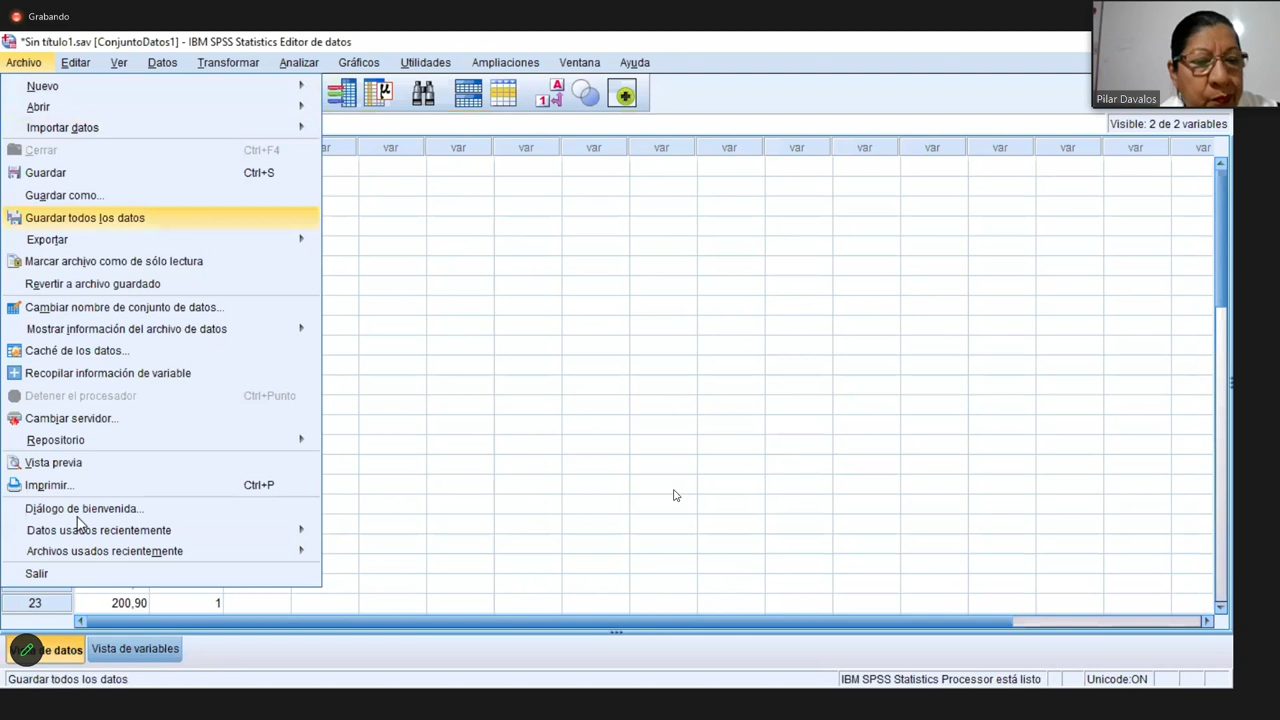 Grabando
*Sin título1.sav [ConjuntoDatos1] - IBM SPSS Statistics Editor de datos
Archivo Editar Ver Datos Transformar Analizar Gráficos Utilidades Ampliaciones Ventana Ayuda
Pilar Davalos
Visible: 2 de 2 variables
var var var var var var var var var var var var var
Nuevo
Abrir
Importar datos
Cerrar Ctrl+F4
Guardar Ctrl+S
Guardar como...
Guardar todos los datos
Exportar
Marcar archivo como de sólo lectura
Revertir a archivo guardado
Cambiar nombre de conjunto de datos...
Mostrar información del archivo de datos
Caché de los datos...
Recopilar información de variable
Detener el procesador Ctrl+Punto
Cambiar servidor...
Repositorio
Vista previa
Imprimir... Ctrl+P
Diálogo de bienvenida...
Datos usados recientemente
Archivos usados recientemente
Salir
23 200,90 1
de datos Vista de variables
Guardar todos los datos IBM SPSS Statistics Processor está listo Unicode:ON